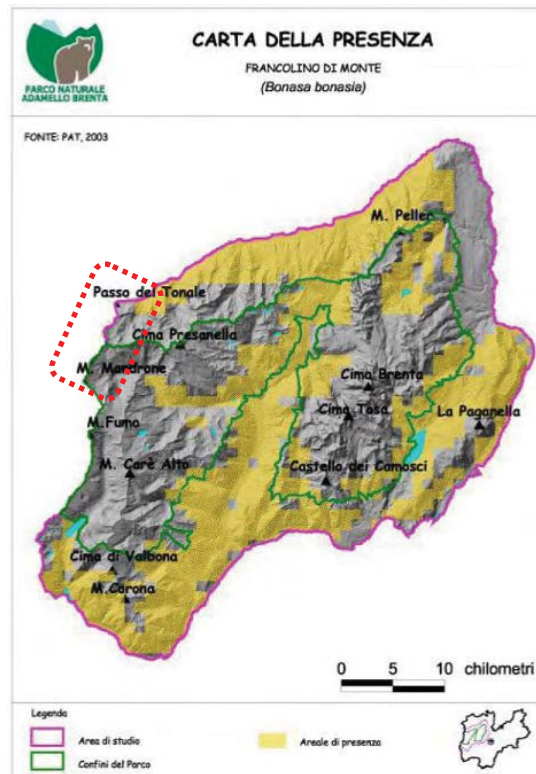 PARCO NATURALE
ADAMELLO BRENTA
CARTA DELLA PRESENZA
FRANCOLINO DI MONTE
(Bonasa bonasia)
FONTE: PAT, 2003
M. Peller
Passo del Tonale
Cima Presanella
M. Mandrone
Cima Brenta
Cima Tosa
La Paganella
M.Fumo
M. Carè Alto
Castello dei Camosci
Cima di Valbona
M.Carona
0 5 10 chilometri
Legenda
Area di studio
Areale di presenza
Confini del Parco